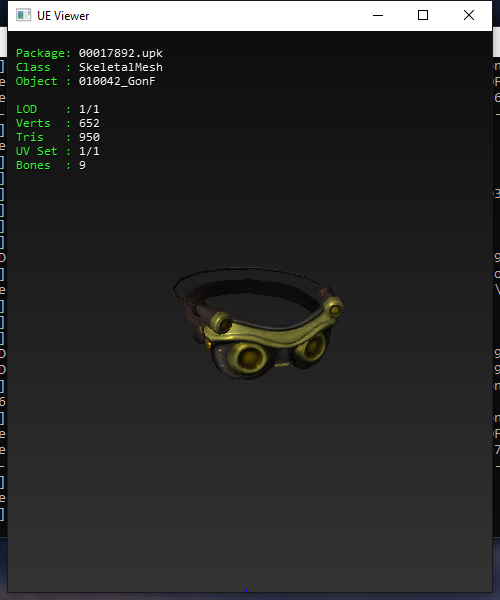 UE Viewer
Package: 00017892.upk
Class : SkeletalMesh
Object : 010042_GonF
LOD : 1/1
Verts : 652
Tris : 950
UV Set : 1/1
Bones : 9